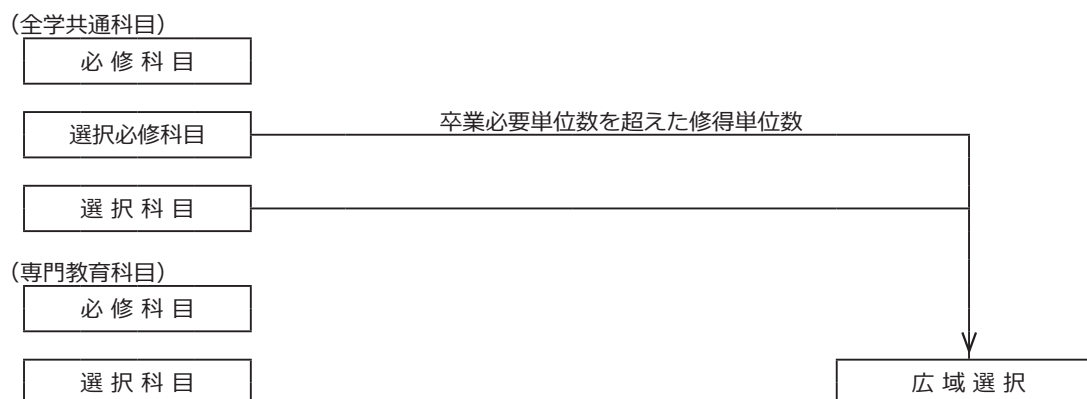 （全学共通科目）
必修科目
選択必修科目
卒業必要単位数を超えた修得単位数
選択科目
（専門教育科目）
必修科目
選択科目
広域選択